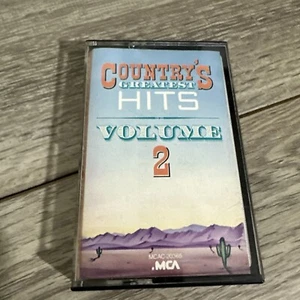 COUNTRY'S
GREATEST
HITS
VOLUME
2
MCA